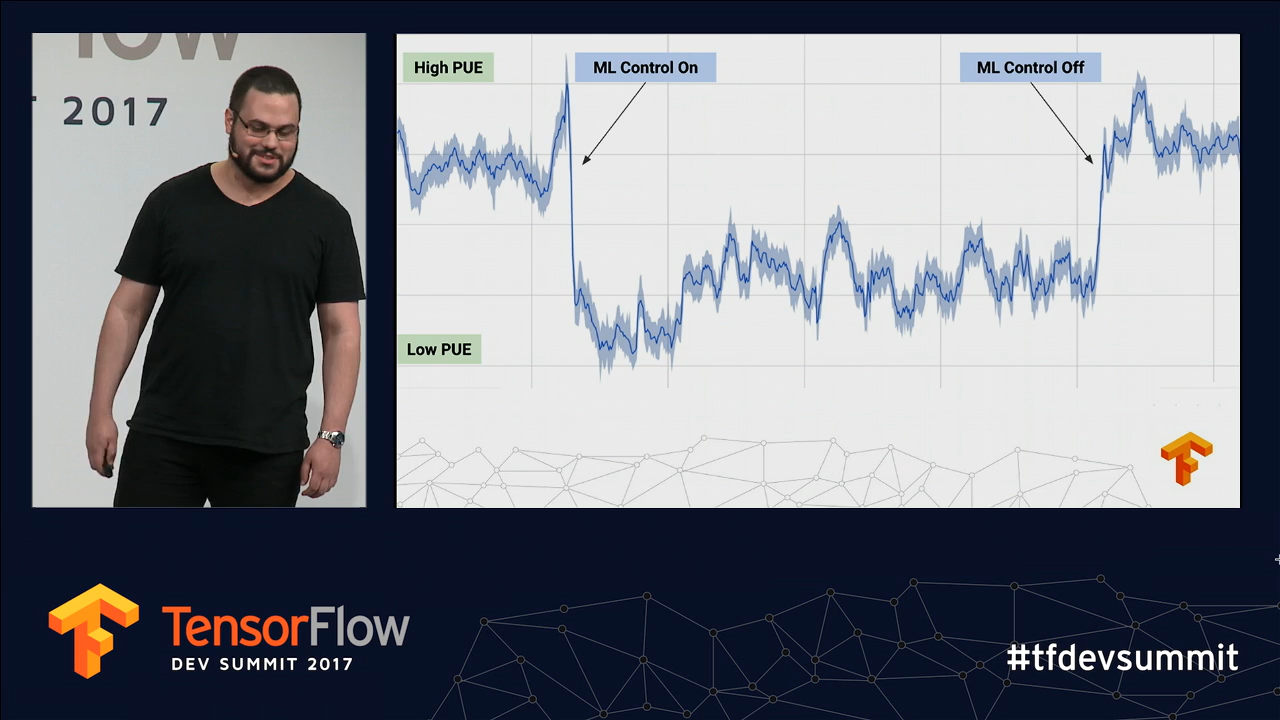 2017
High PUE
ML Control On
ML Control Off
Low PUE
TensorFlow
DEV SUMMIT 2017
#tfdevsummit